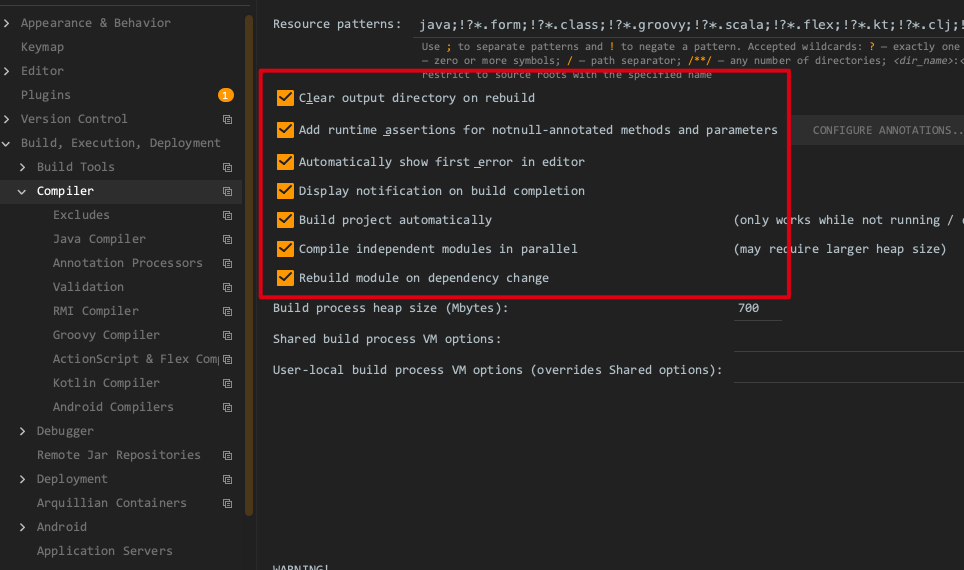 Appearance & Behavior
Keymap
Editor
Plugins 1
Version Control
Build, Execution, Deployment
Build Tools
Compiler
Excludes
Java Compiler
Annotation Processors
Validation
RMI Compiler
Groovy Compiler
ActionScript & Flex Com
Kotlin Compiler
Android Compilers
Debugger
Remote Jar Repositories
Deployment
Arquillian Containers
Android
Application Servers
Resource patterns: java;!?*.form;!?*.class;!?*.groovy;!?*.scala;!?*.flex;!?*.kt;!?*.clj;!
Use ; to separate patterns and ! to negate a pattern. Accepted wildcards: ? — exactly one
— zero or more symbols; / — path separator; /**/ — any number of directories; <dir_name>:<
restrict to source roots with the specified name
Clear output directory on rebuild
Add runtime assertions for notnull-annotated methods and parameters CONFIGURE ANNOTATIONS..
Automatically show first error in editor
Display notification on build completion
Build project automatically (only works while not running /
Compile independent modules in parallel (may require larger heap size)
Rebuild module on dependency change
Build process heap size (Mbytes): 700
Shared build process VM options:
User-local build process VM options (overrides Shared options):
WARNING!